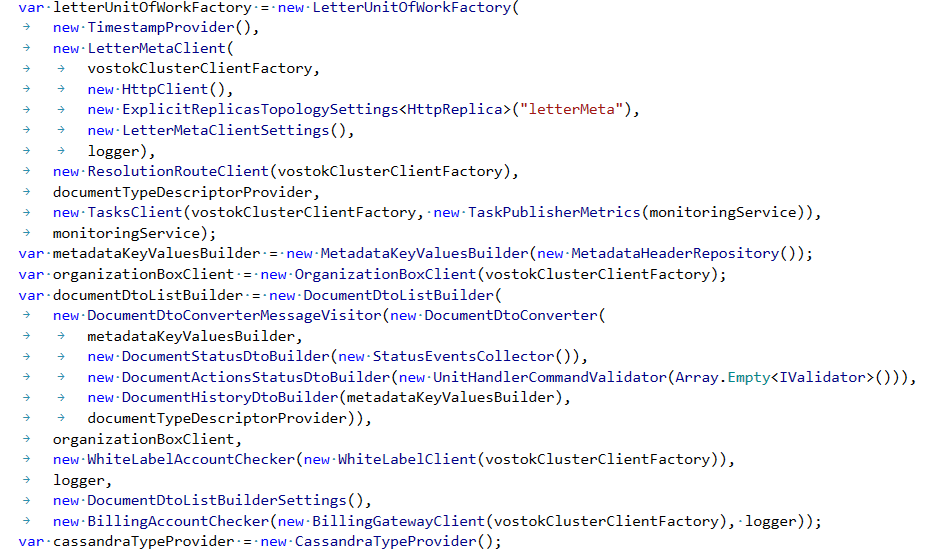 var letterUnitOfWorkFactory = new LetterUnitOfWorkFactory(
    new TimestampProvider(),
    new LetterMetaClient(
        vostokClusterClientFactory,
        new HttpClient(),
        new ExplicitReplicasTopologySettings<HttpReplica>("letterMeta"),
        new LetterMetaClientSettings(),
        logger),
    new ResolutionRouteClient(vostokClusterClientFactory),
    documentTypeDescriptorProvider,
    new TasksClient(vostokClusterClientFactory, new TaskPublisherMetrics(monitoringService)),
    monitoringService);
var metadataKeyValuesBuilder = new MetadataKeyValuesBuilder(new MetadataHeaderRepository());
var organizationBoxClient = new OrganizationBoxClient(vostokClusterClientFactory);
var documentDtoListBuilder = new DocumentDtoListBuilder(
    new DocumentDtoConverterMessageVisitor(new DocumentDtoConverter(
        metadataKeyValuesBuilder,
        new DocumentStatusDtoBuilder(new StatusEventsCollector()),
        new DocumentActionsStatusDtoBuilder(new UnitHandlerCommandValidator(Array.Empty<IValidator>())),
        new DocumentHistoryDtoBuilder(metadataKeyValuesBuilder),
        documentTypeDescriptorProvider)),
    organizationBoxClient,
    new WhiteLabelAccountChecker(new WhiteLabelClient(vostokClusterClientFactory)),
    logger,
    new DocumentDtoListBuilderSettings(),
    new BillingAccountChecker(new BillingGatewayClient(vostokClusterClientFactory), logger));
var cassandraTypeProvider = new CassandraTypeProvider();